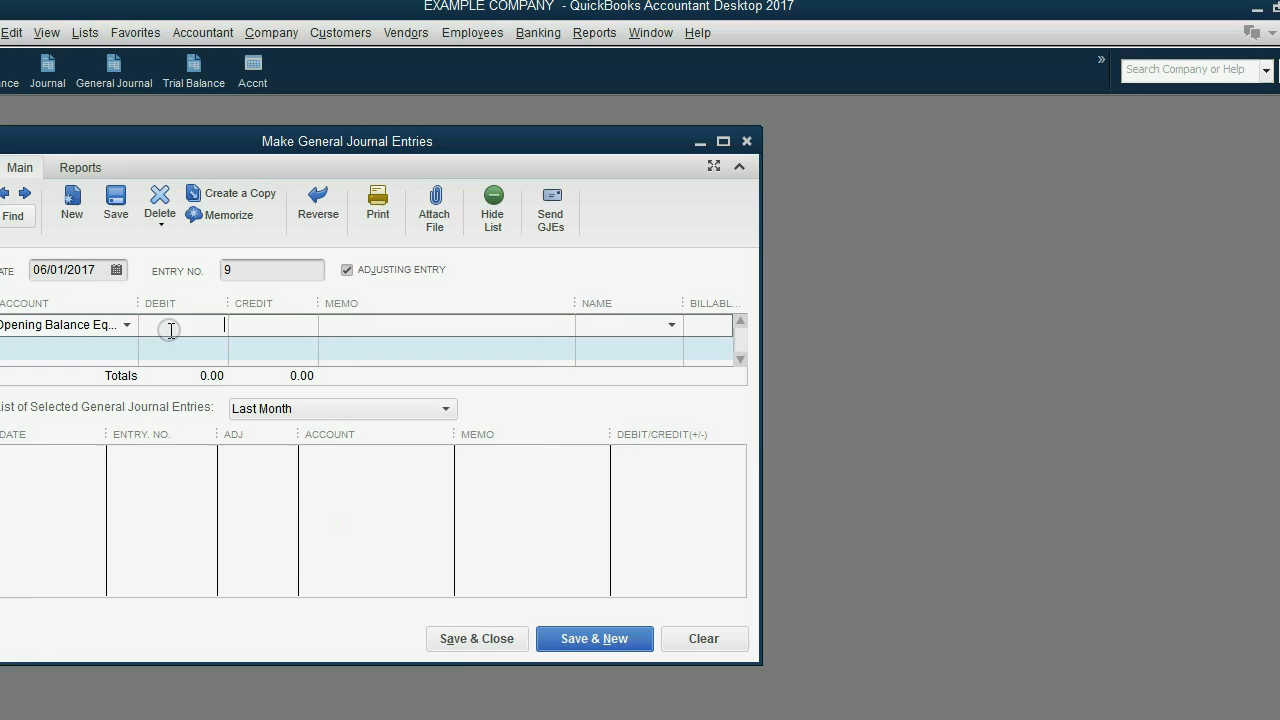 EXAMPLE COMPANY - QuickBooks Accountant Desktop 2017
Edit View Lists Favorites Accountant Company Customers Vendors Employees Banking Reports Window Help
nce Journal General Journal Trial Balance Accnt
» Search Company or Help
Make General Journal Entries
Main Reports
Find New Save Delete Create a Copy Memorize Reverse Print Attach File Hide List Send GJEs
ATE 06/01/2017 ENTRY NO. 9 ADJUSTING ENTRY
ACCOUNT DEBIT CREDIT MEMO NAME BILLABL...
Opening Balance Eq...
Totals 0.00 0.00
List of Selected General Journal Entries: Last Month
DATE ENTRY. NO. ADJ ACCOUNT MEMO DEBIT/CREDIT(+/-)
Save & Close Save & New Clear